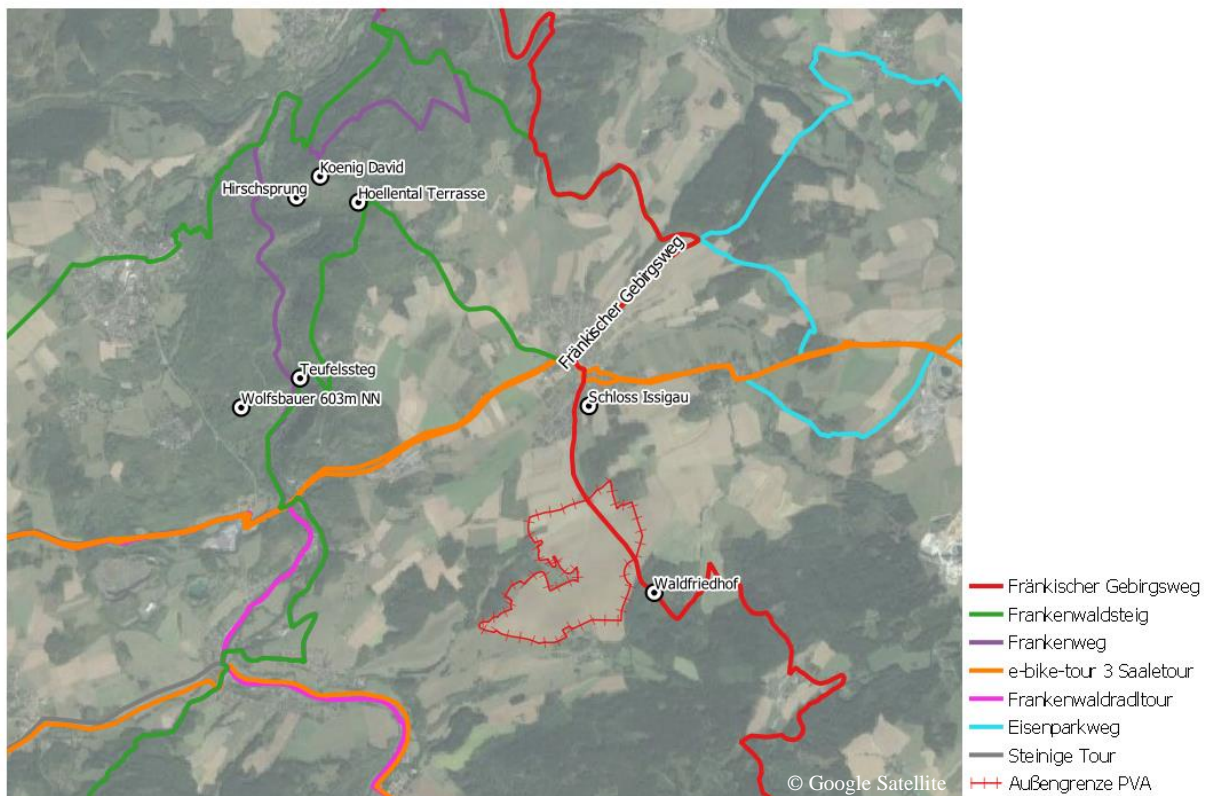 Koenig David
Hirschsprung
Hoellental Terrasse
Fränkischer Gebirgsweg
Teufelssteg
Wolfsbauer 603m NN
Schloss Issigau
Waldfriedhof
© Google Satellite
Fränkischer Gebirgsweg
Frankenwaldsteig
Frankenweg
e-bike-tour 3 Saaletour
Frankenwaldradltour
Eisenparkweg
Steinige Tour
Außengrenze PVA